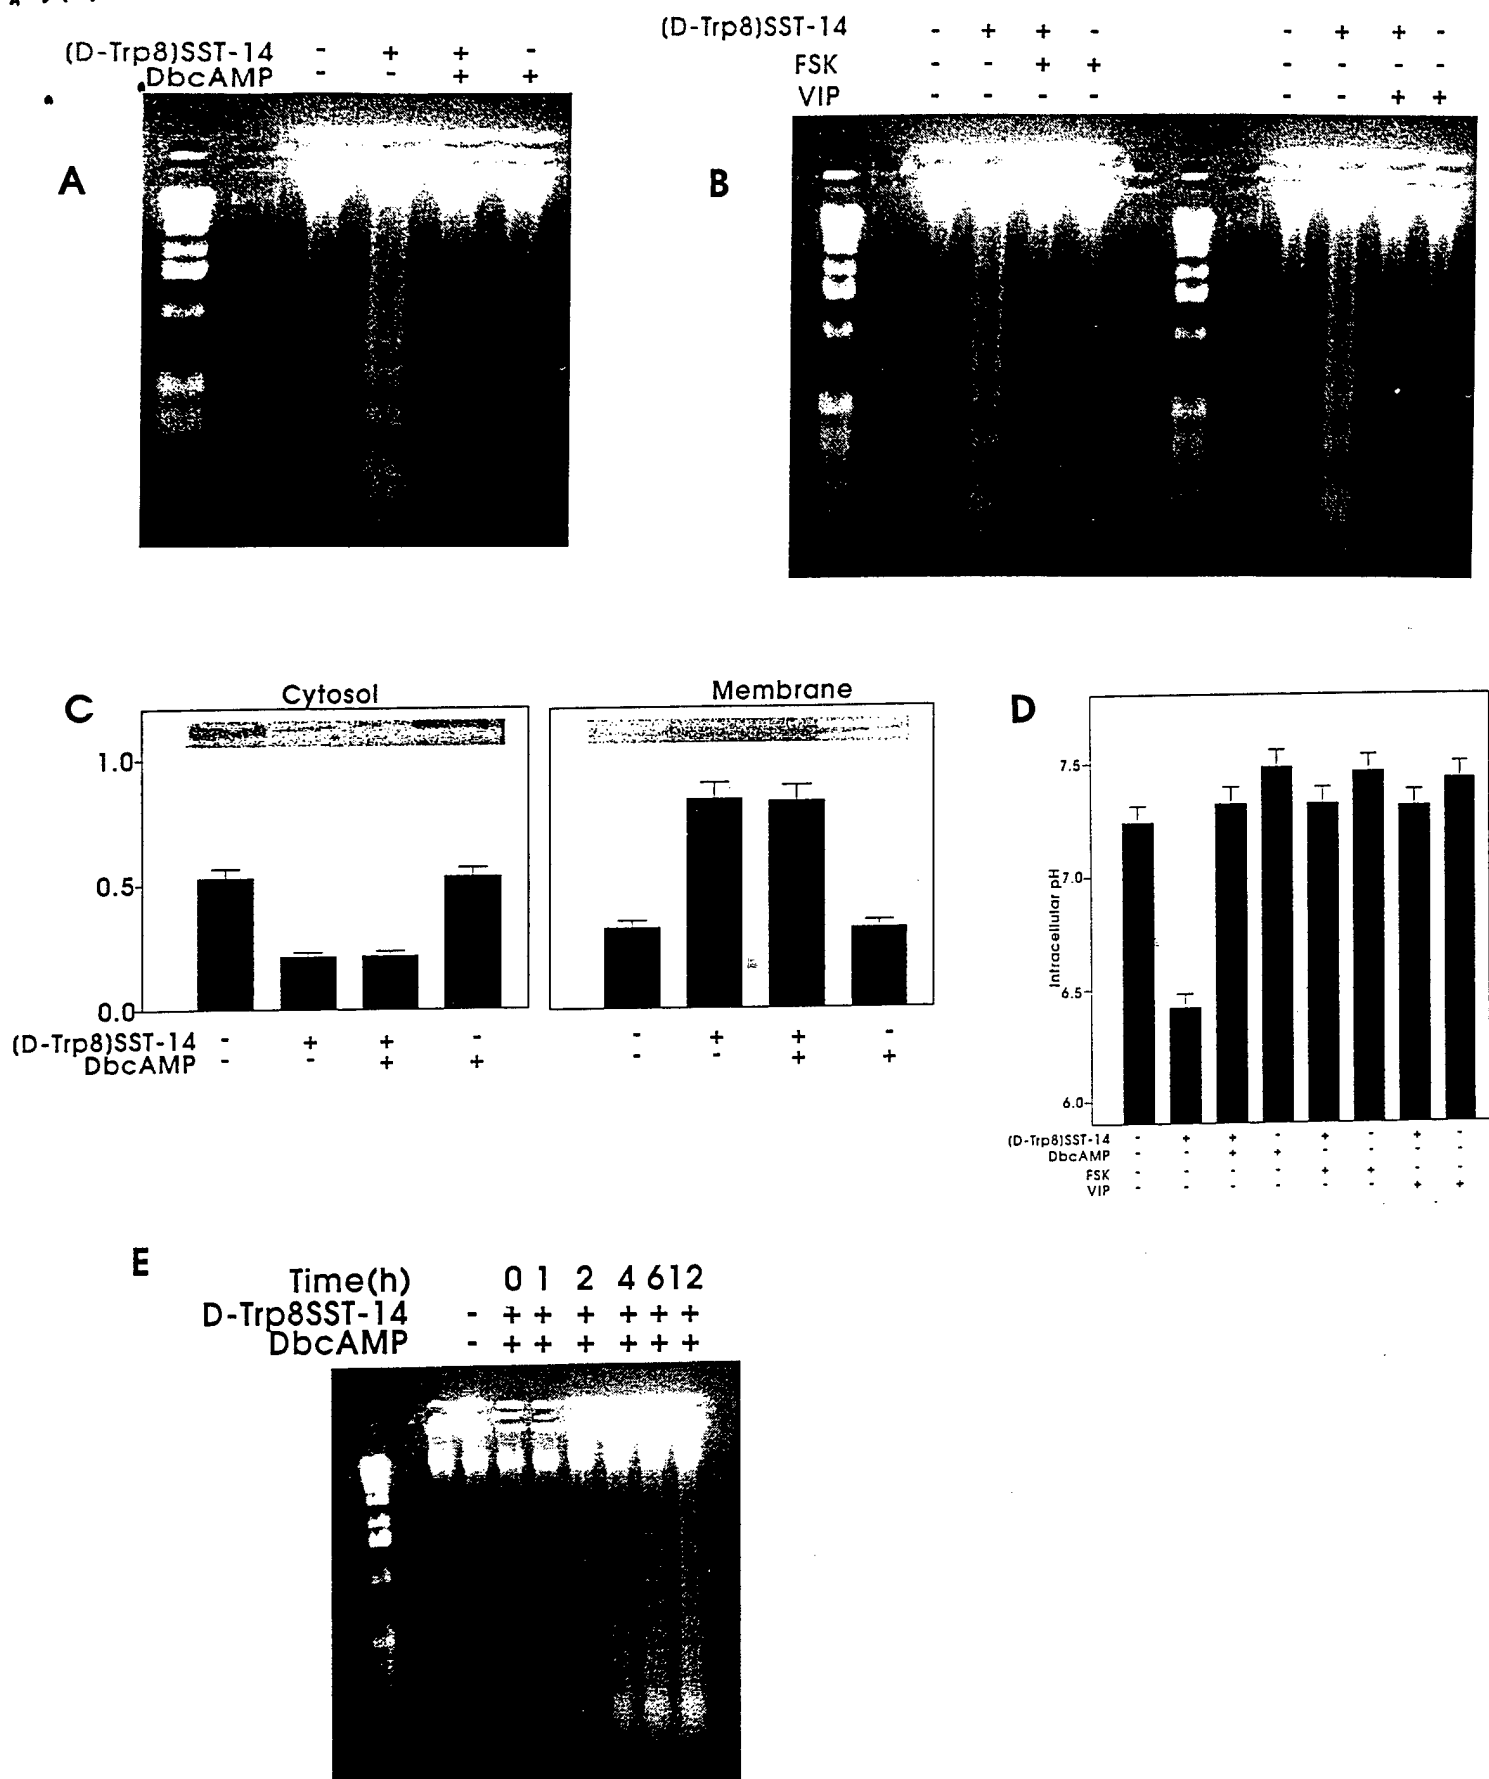 (D-Trp8)SST-14 - + + -
DbcAMP - - + +
A
(D-Trp8)SST-14 - + + - - + + -
FSK - - + + - - - -
VIP - - - - - - + +
B
C
Cytosol Membrane
1.0
0.5
0.0
(D-Trp8)SST-14 - + + - - + + -
DbcAMP - - + + - - + +
D
7.5
7.0
6.5
6.0
Intracellular pH
(D-Trp8)SST-14 - + + - + - + -
DbcAMP - - + + - - - -
FSK - - - - + + - -
VIP - - - - - - + +
E
Time(h) 0 1 2 4 6 12
D-Trp8SST-14 - + + + + + +
DbcAMP - + + + + + +